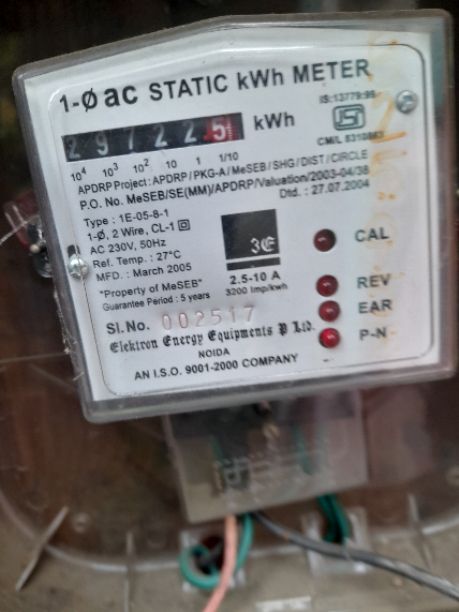 1-Ø ac STATIC kWh METER
IS:13779:99
297225 kWh
CM/L 8310863
10⁴ 10³ 10² 10 1 1/10
APDRP Project : APDRP / PKG-A / MeSEB / SHG / DIST / CIRCLE
P.O. No. MeSEB/SE(MM)/APDRP/Valuation/2003-04/38
Dtd. : 27.07.2004
Type : 1E-05-8-1
1-Ø, 2 Wire, CL-1
AC 230V, 50Hz
Ref. Temp. : 27°C
MFD. : March 2005
"Property of MeSEB"
Guarantee Period : 5 years
3E
2.5-10 A
3200 Imp/kwh
CAL
REV
EAR
P-N
Sl.No. 002517
Elektron Energy Equipments P Ltd.
NOIDA
AN I.S.O. 9001-2000 COMPANY